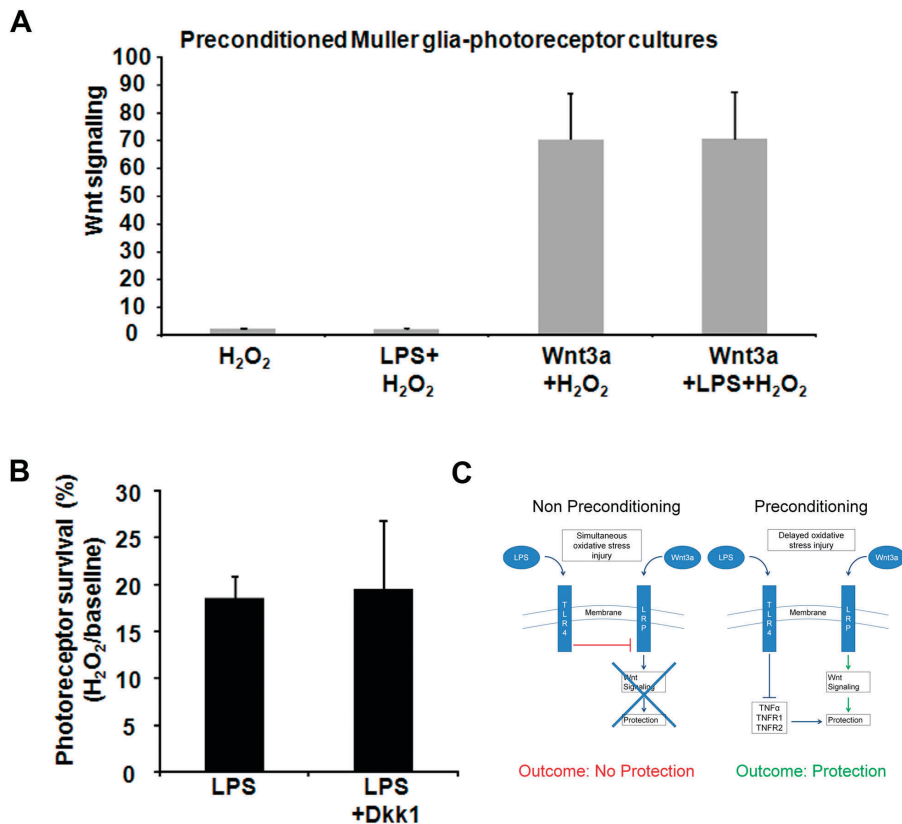 A
Preconditioned Muller glia-photoreceptor cultures
Wnt signaling
100
90
80
70
60
50
40
30
20
10
0
H₂O₂
LPS+
H₂O₂
Wnt3a
+H₂O₂
Wnt3a
+LPS+H₂O₂
B
Photoreceptor survival (%)
(H₂O₂/baseline)
30
25
20
15
10
5
0
LPS
LPS
+Dkk1
C
Non Preconditioning
Simultaneous
oxidative stress
injury
LPS
Wnt3a
TLR4
Membrane
LRP
Wnt
Signaling
Protection
Outcome: No Protection
Preconditioning
Delayed oxidative
stress injury
LPS
Wnt3a
TLR4
Membrane
LRP
Wnt
Signaling
TNFα
TNFR1
TNFR2
Protection
Outcome: Protection